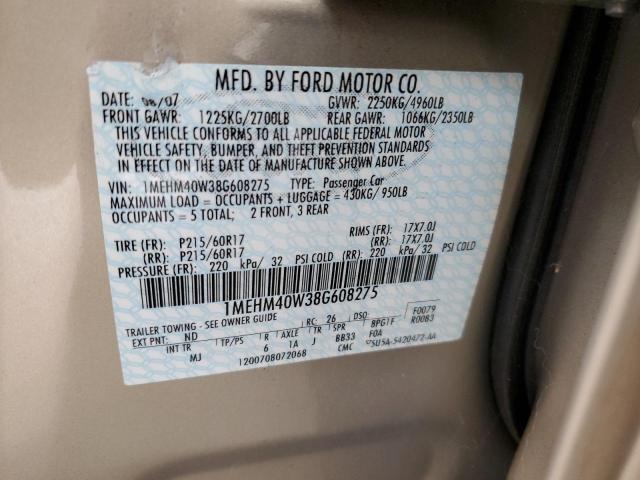 MFD. BY FORD MOTOR CO.
DATE: 08/07 GVWR: 2250KG/4960LB
FRONT GAWR: 1225KG/2700LB REAR GAWR: 1066KG/2350LB
THIS VEHICLE CONFORMS TO ALL APPLICABLE FEDERAL MOTOR
VEHICLE SAFETY, BUMPER, AND THEFT PREVENTION STANDARDS
IN EFFECT ON THE DATE OF MANUFACTURE SHOWN ABOVE.
VIN: 1MEHM40W38G608275 TYPE: Passenger Car
MAXIMUM LOAD = OCCUPANTS + LUGGAGE = 430KG/ 950LB
OCCUPANTS = 5 TOTAL; 2 FRONT, 3 REAR
TIRE (FR): P215/60R17 RIMS (FR): 17X7.0J
(RR): P215/60R17 (RR): 17X7.0J
PRESSURE (FR): 220 kPa/ 32 PSI COLD (RR): 220 kPa/ 32 PSI COLD
1MEHM40W38G608275
TRAILER TOWING - SEE OWNER GUIDE
EXT PNT: ND RC: 26 DSO: F0079
INT TR TP/PS R AXLE TR SPR BPG1F R0083
MJ 6 1A J BB33 F0A
1200708072068 CMC 5U5A-5420472-AA